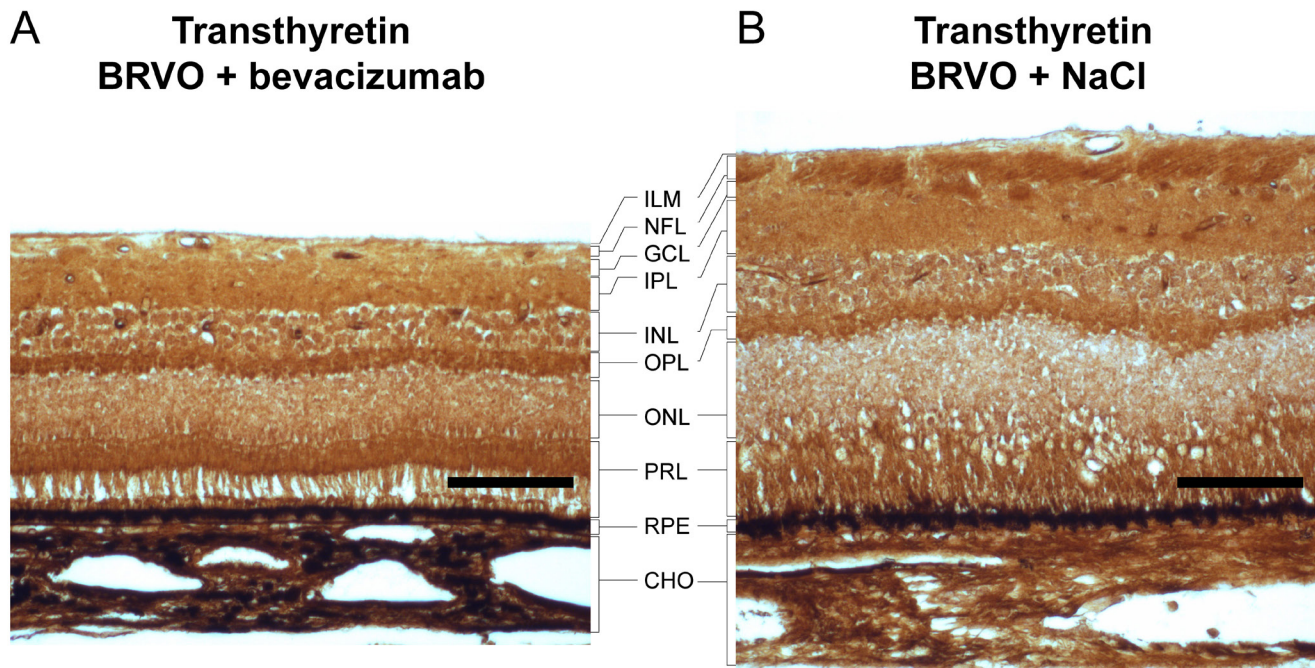 A
Transthyretin
BRVO + bevacizumab
B
Transthyretin
BRVO + NaCl
ILM
NFL
GCL
IPL
INL
OPL
ONL
PRL
RPE
CHO